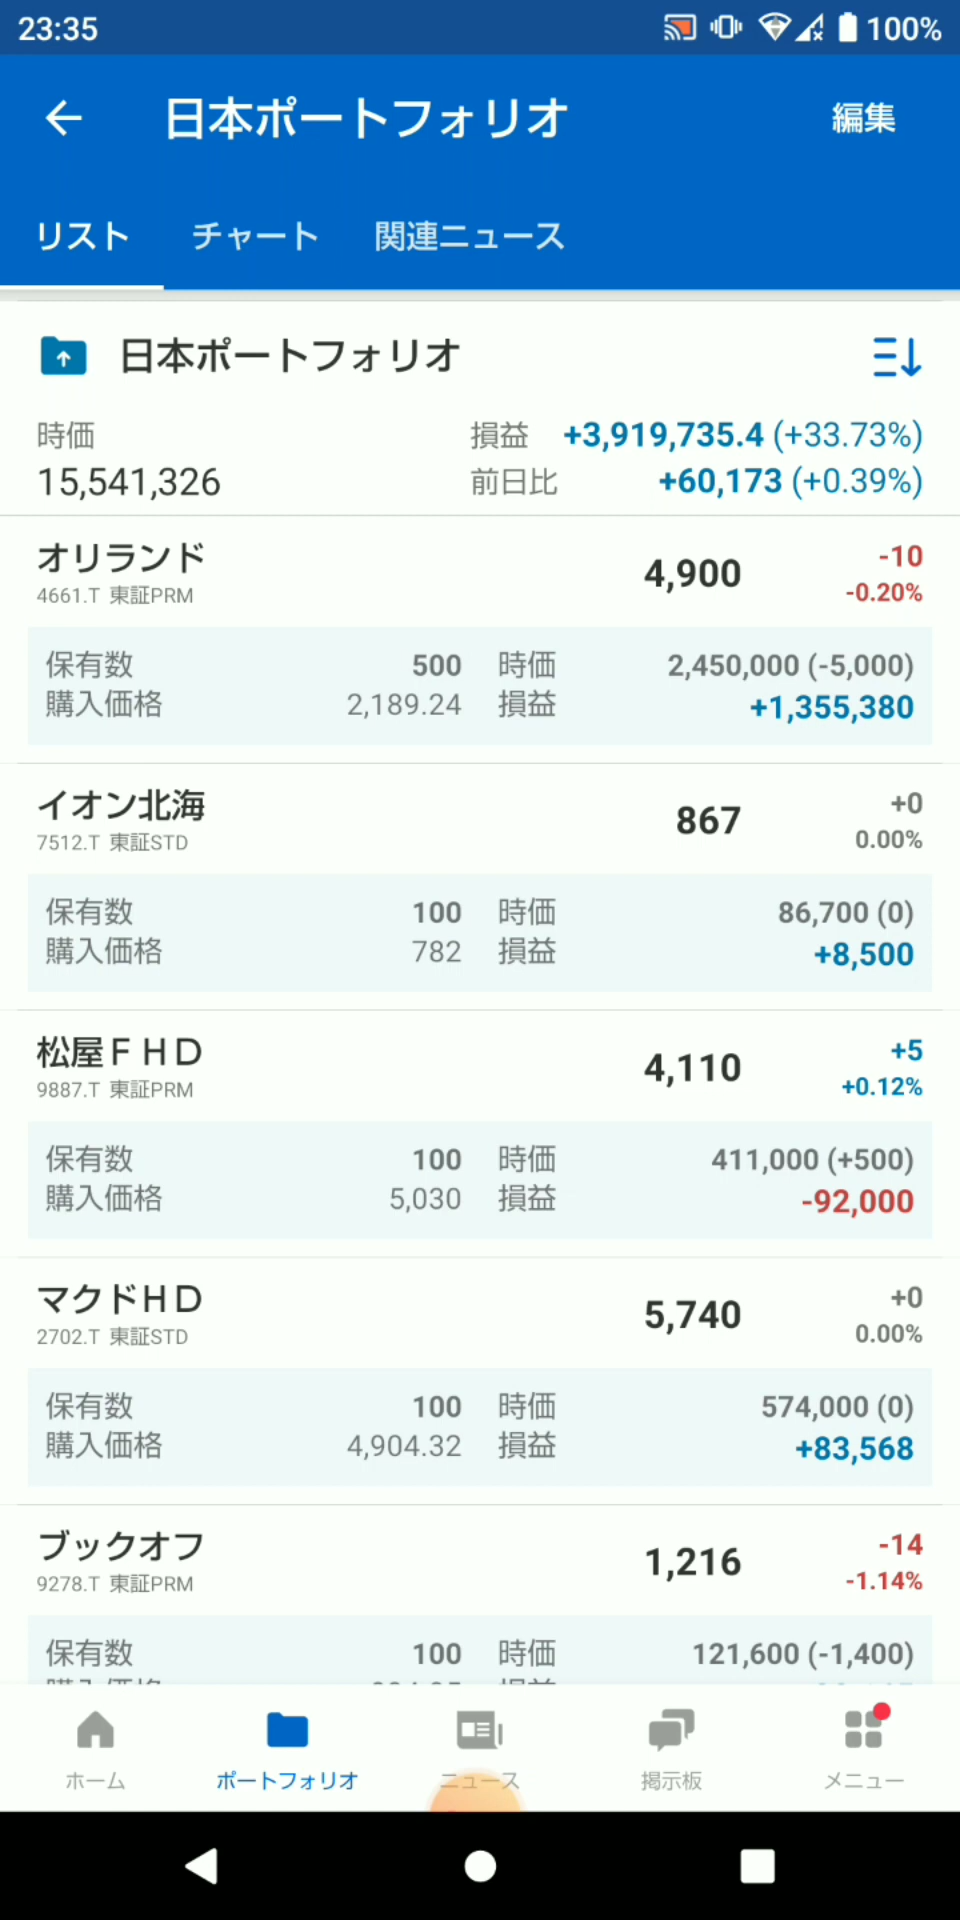 23:35 100%
日本ポートフォリオ 編集
リスト チャート 関連ニュース
日本ポートフォリオ
時価 損益 +3,919,735.4 (+33.73%)
15,541,326 前日比 +60,173 (+0.39%)
オリランド 4,900 -10
4661.T 東証PRM -0.20%
保有数 500 時価 2,450,000 (-5,000)
購入価格 2,189.24 損益 +1,355,380
イオン北海 867 +0
7512.T 東証STD 0.00%
保有数 100 時価 86,700 (0)
購入価格 782 損益 +8,500
松屋ＦＨＤ 4,110 +5
9887.T 東証PRM +0.12%
保有数 100 時価 411,000 (+500)
購入価格 5,030 損益 -92,000
マクドＨＤ 5,740 +0
2702.T 東証STD 0.00%
保有数 100 時価 574,000 (0)
購入価格 4,904.32 損益 +83,568
ブックオフ 1,216 -14
9278.T 東証PRM -1.14%
保有数 100 時価 121,600 (-1,400)
ホーム ポートフォリオ ニュース 掲示板 メニュー